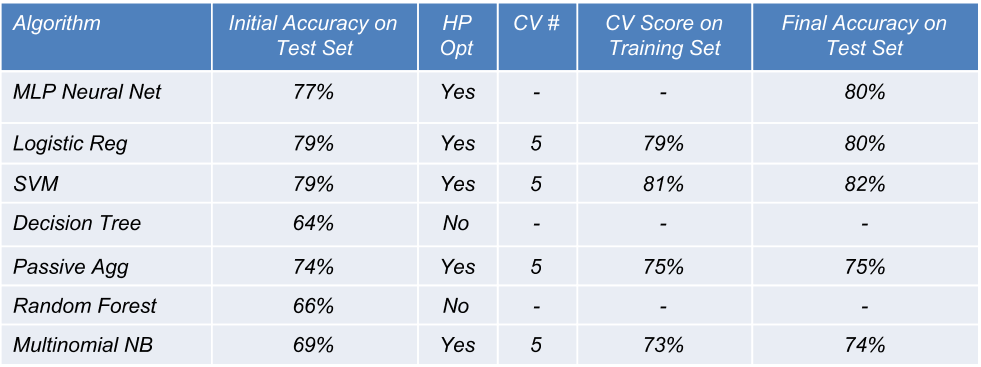 Algorithm Initial Accuracy on HP CV # CV Score on Final Accuracy on
Test Set Opt Training Set Test Set
MLP Neural Net 77% Yes - - 80%
Logistic Reg 79% Yes 5 79% 80%
SVM 79% Yes 5 81% 82%
Decision Tree 64% No - - -
Passive Agg 74% Yes 5 75% 75%
Random Forest 66% No - - -
Multinomial NB 69% Yes 5 73% 74%